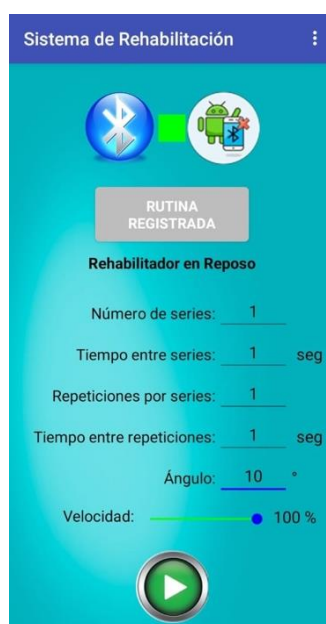 Sistema de Rehabilitación
RUTINA
REGISTRADA
Rehabilitador en Reposo
Número de series: 1
Tiempo entre series: 1 seg
Repeticiones por series: 1
Tiempo entre repeticiones: 1 seg
Ángulo: 10 °
Velocidad: 100 %